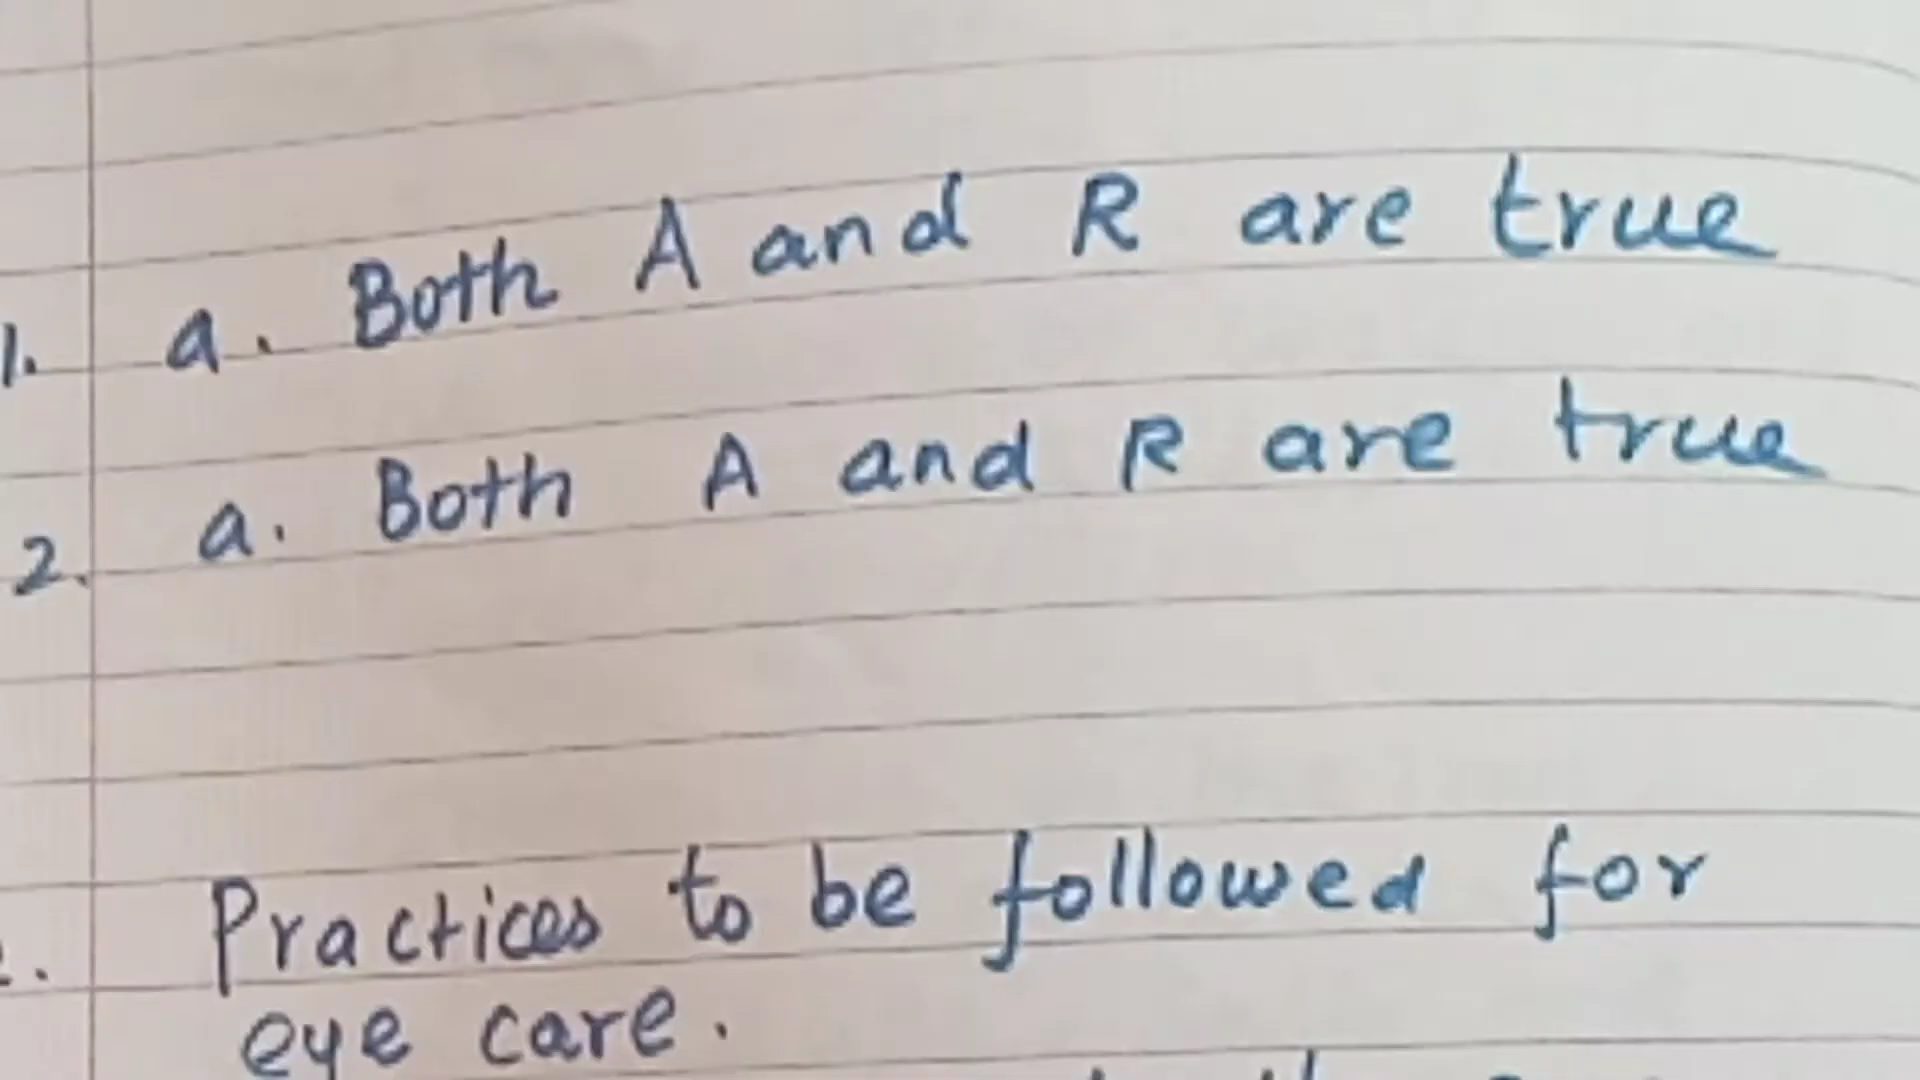 1. a. Both A and R are true
2. a. Both A and R are true
Practices to be followed for
eye care.